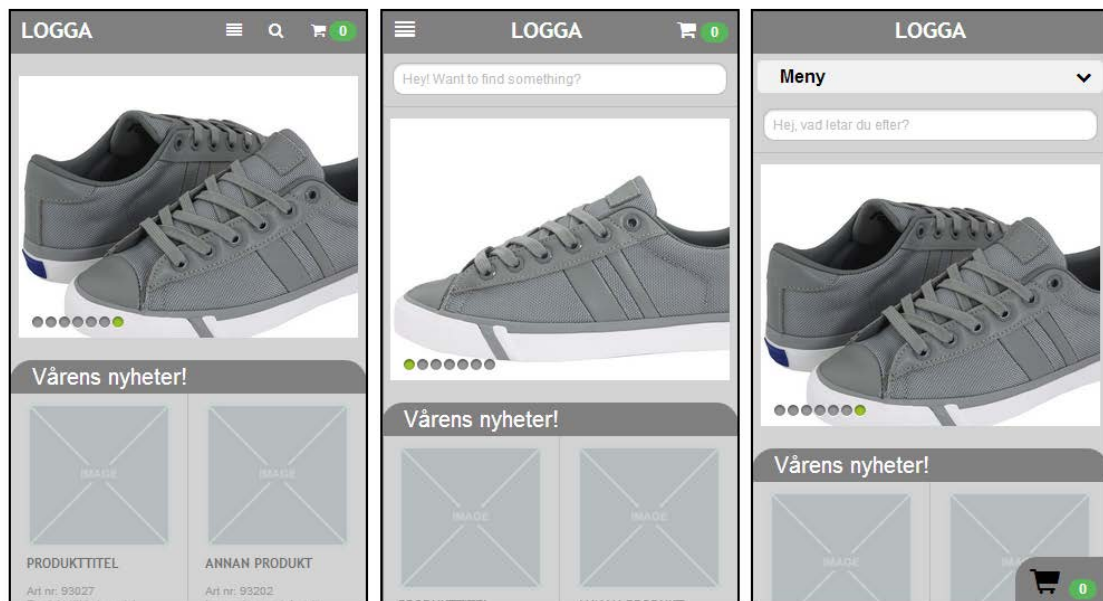 LOGGA
0
Vårens nyheter!
IMAGE
IMAGE
PRODUKTTITEL
ANNAN PRODUKT
Art nr: 93027
Art nr: 93202
LOGGA
0
Hey! Want to find something?
Vårens nyheter!
IMAGE
IMAGE
LOGGA
Meny
Hej, vad letar du efter?
Vårens nyheter!
IMAGE
IMAGE
0